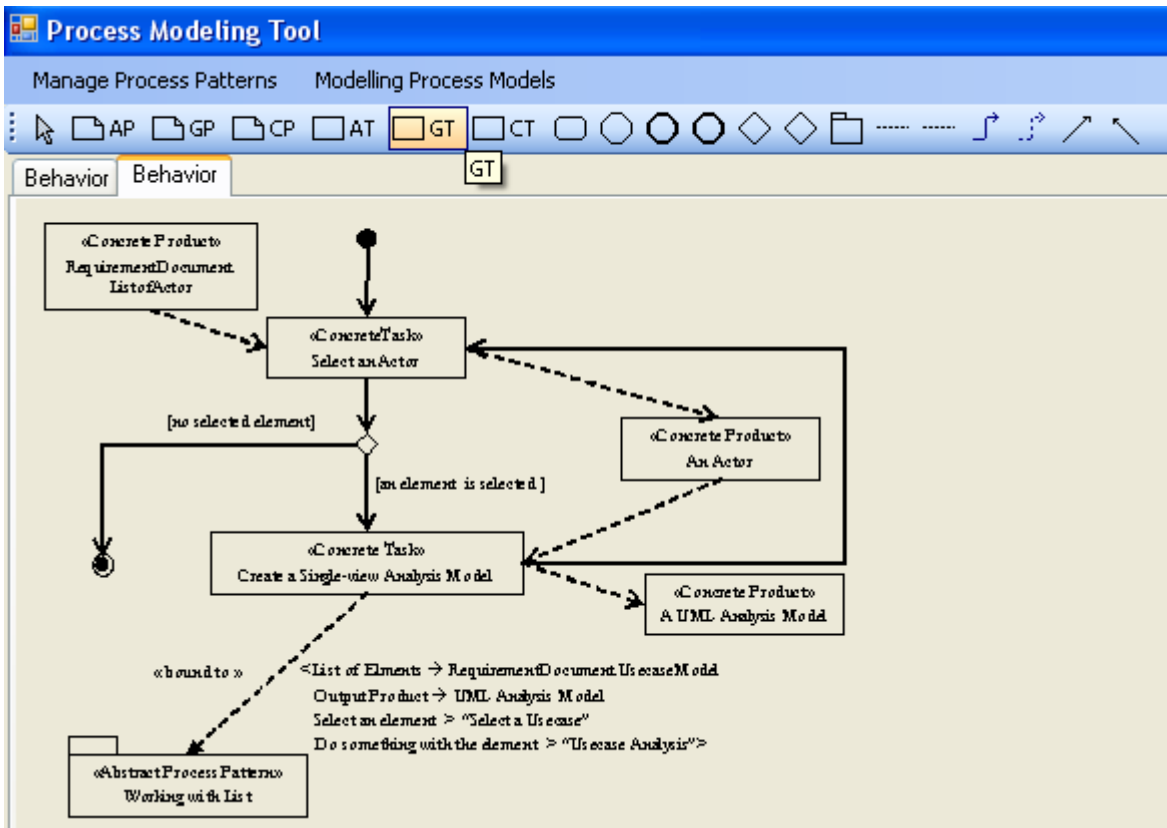 Process Modeling Tool
Manage Process Patterns Modelling Process Models
AP GP CP AT GT CT
GT
Behavior Behavior
«Concrete Product»
RequirementDocument.
ListofActor
«ConcreteTask»
Select an Actor
[no selected element]
«Concrete Product»
An Actor
[an element is selected ]
«Concrete Task»
Create a Single-view Analysis Model
«Concrete Product»
A UML Analysis Model
«bound to »
<List of Elments → RequirementDocument.UsecaseModel
OutputProduct → UML Analysis Model
Select an element > "Select a Usecase"
Do something with the element > "Usecase Analysis">
«Abstract Process Pattern»
Working with List